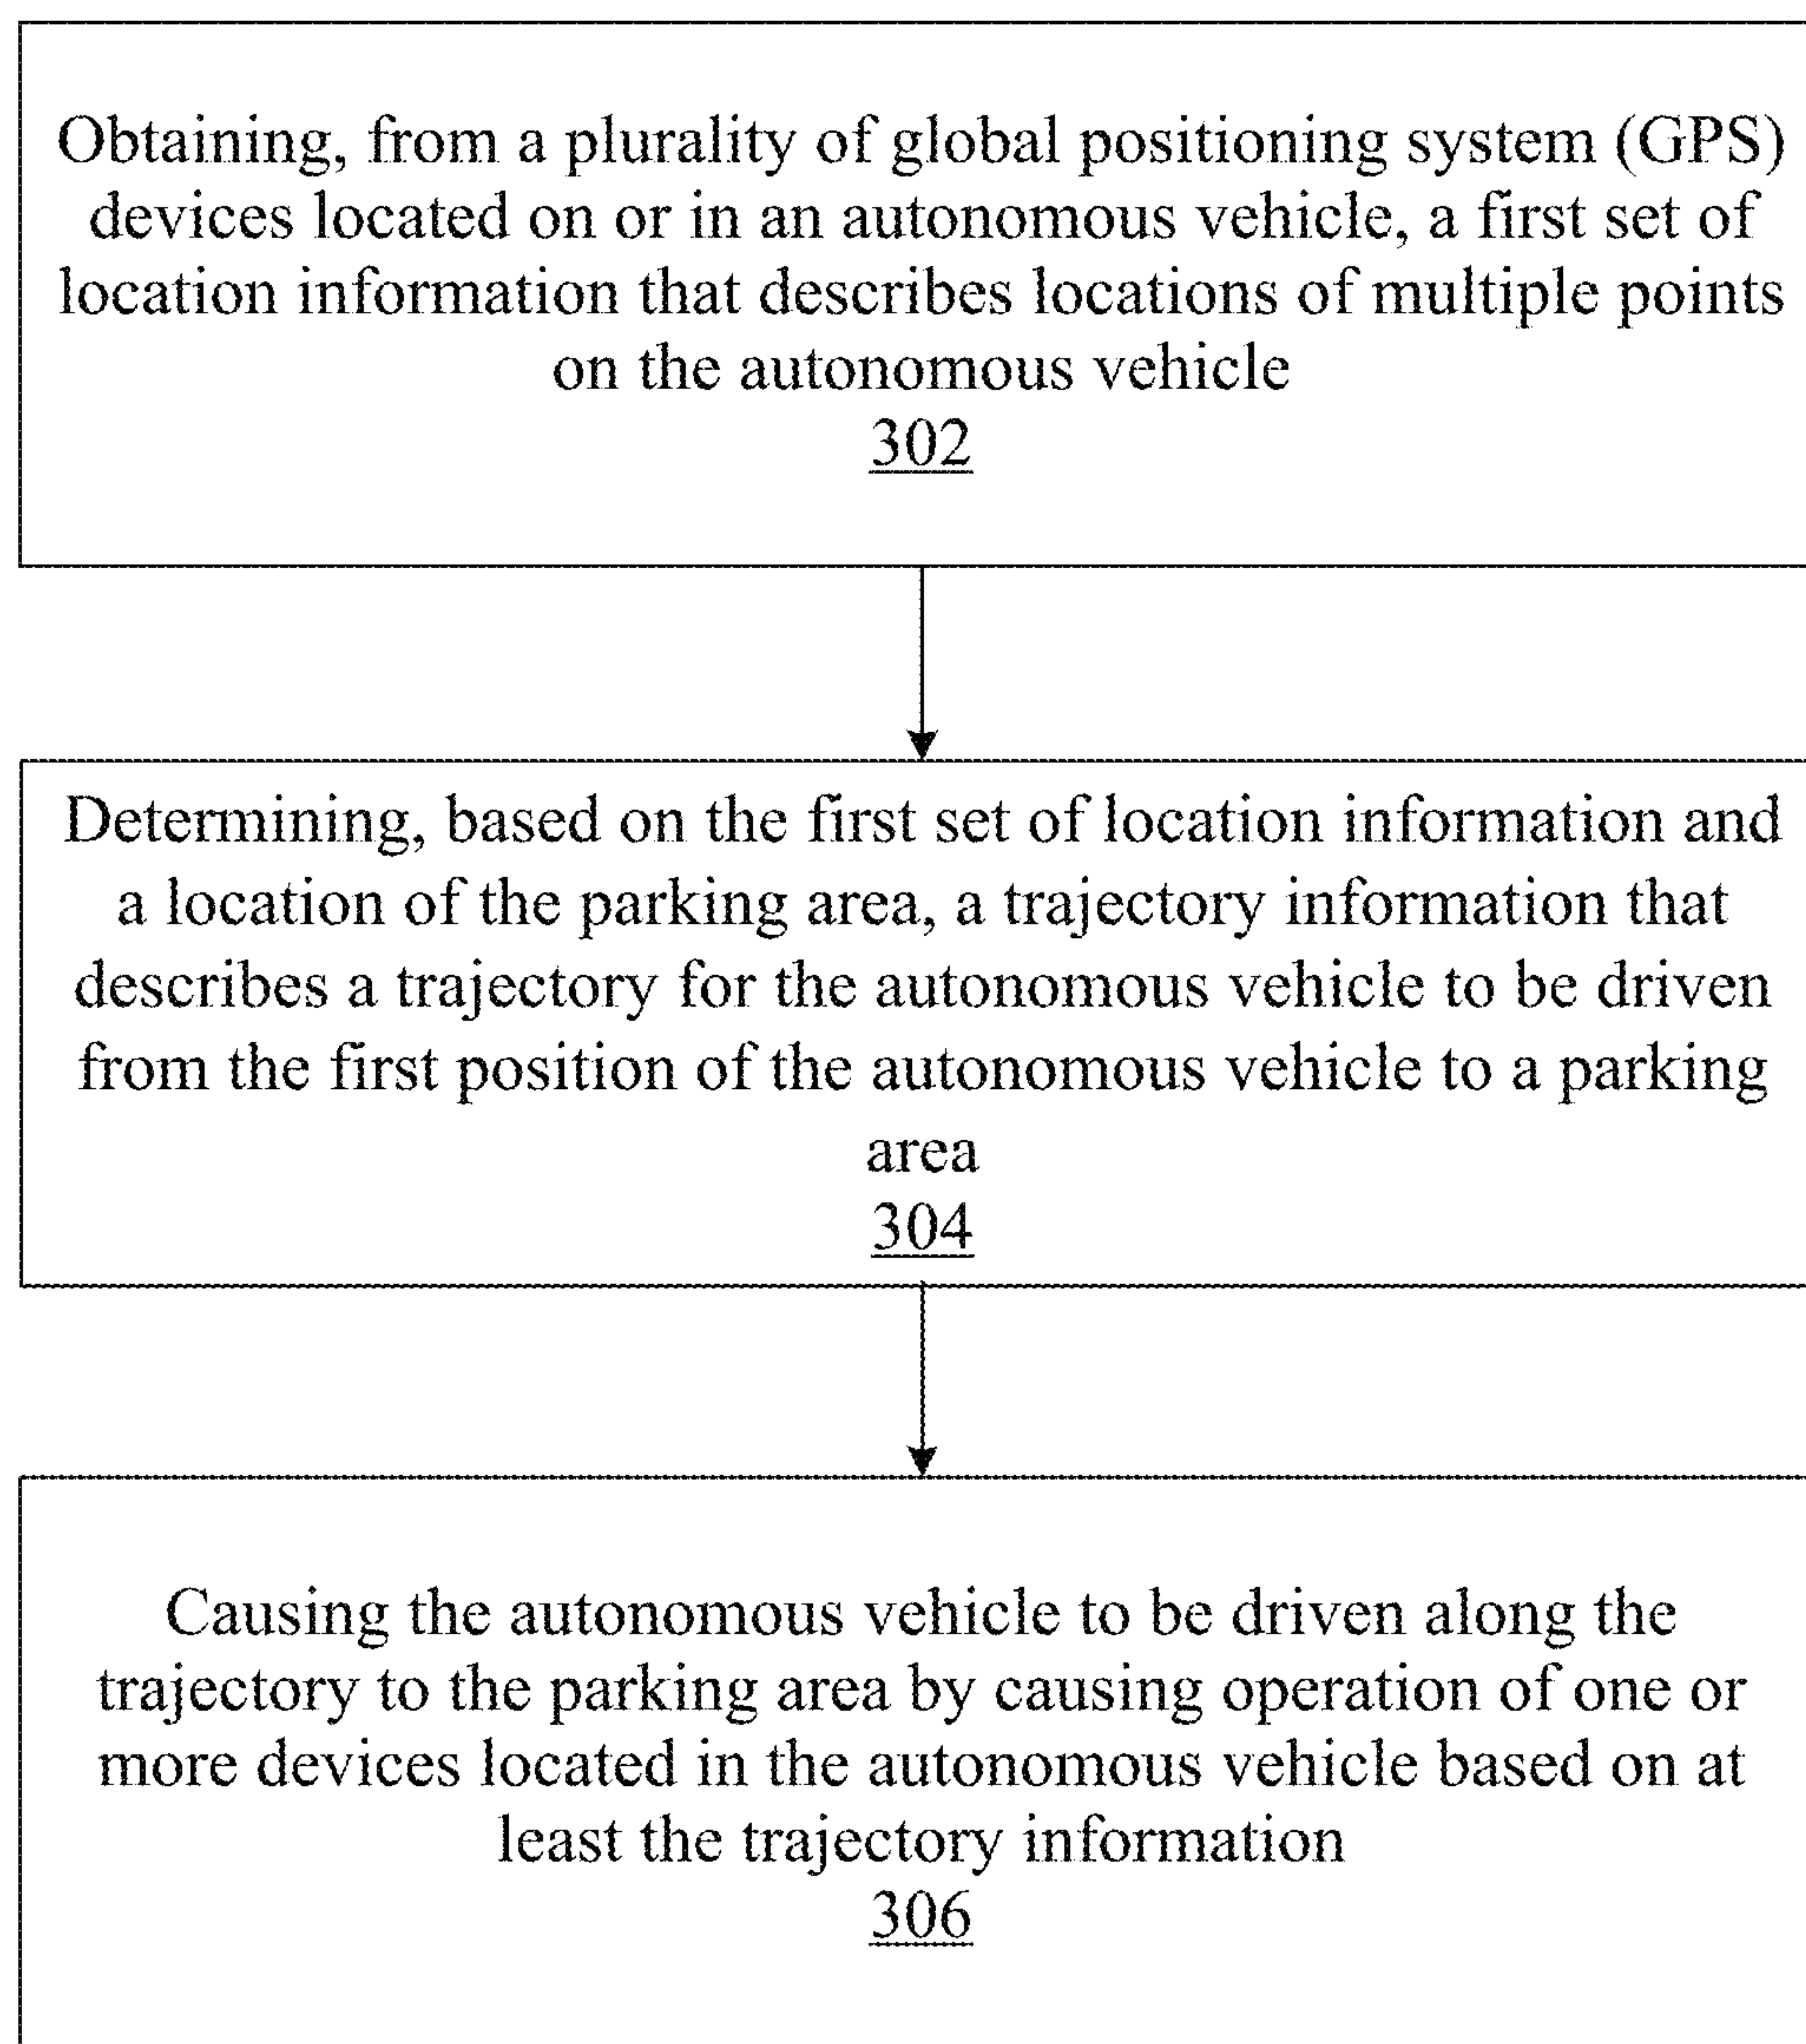 Obtaining, from a plurality of global positioning system (GPS)
devices located on or in an autonomous vehicle, a first set of
location information that describes locations of multiple points
on the autonomous vehicle
302
Determining, based on the first set of location information and
a location of the parking area, a trajectory information that
describes a trajectory for the autonomous vehicle to be driven
from the first position of the autonomous vehicle to a parking
area
304
Causing the autonomous vehicle to be driven along the
trajectory to the parking area by causing operation of one or
more devices located in the autonomous vehicle based on at
least the trajectory information
306